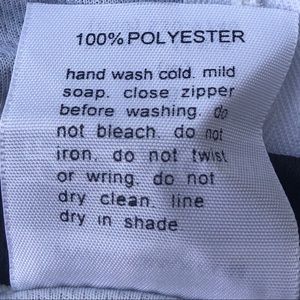 100% POLYESTER
hand wash cold. mild
soap. close zipper
before washing. do
not bleach. do not
iron. do not twist
or wring. do not
dry clean. line
dry in shade.